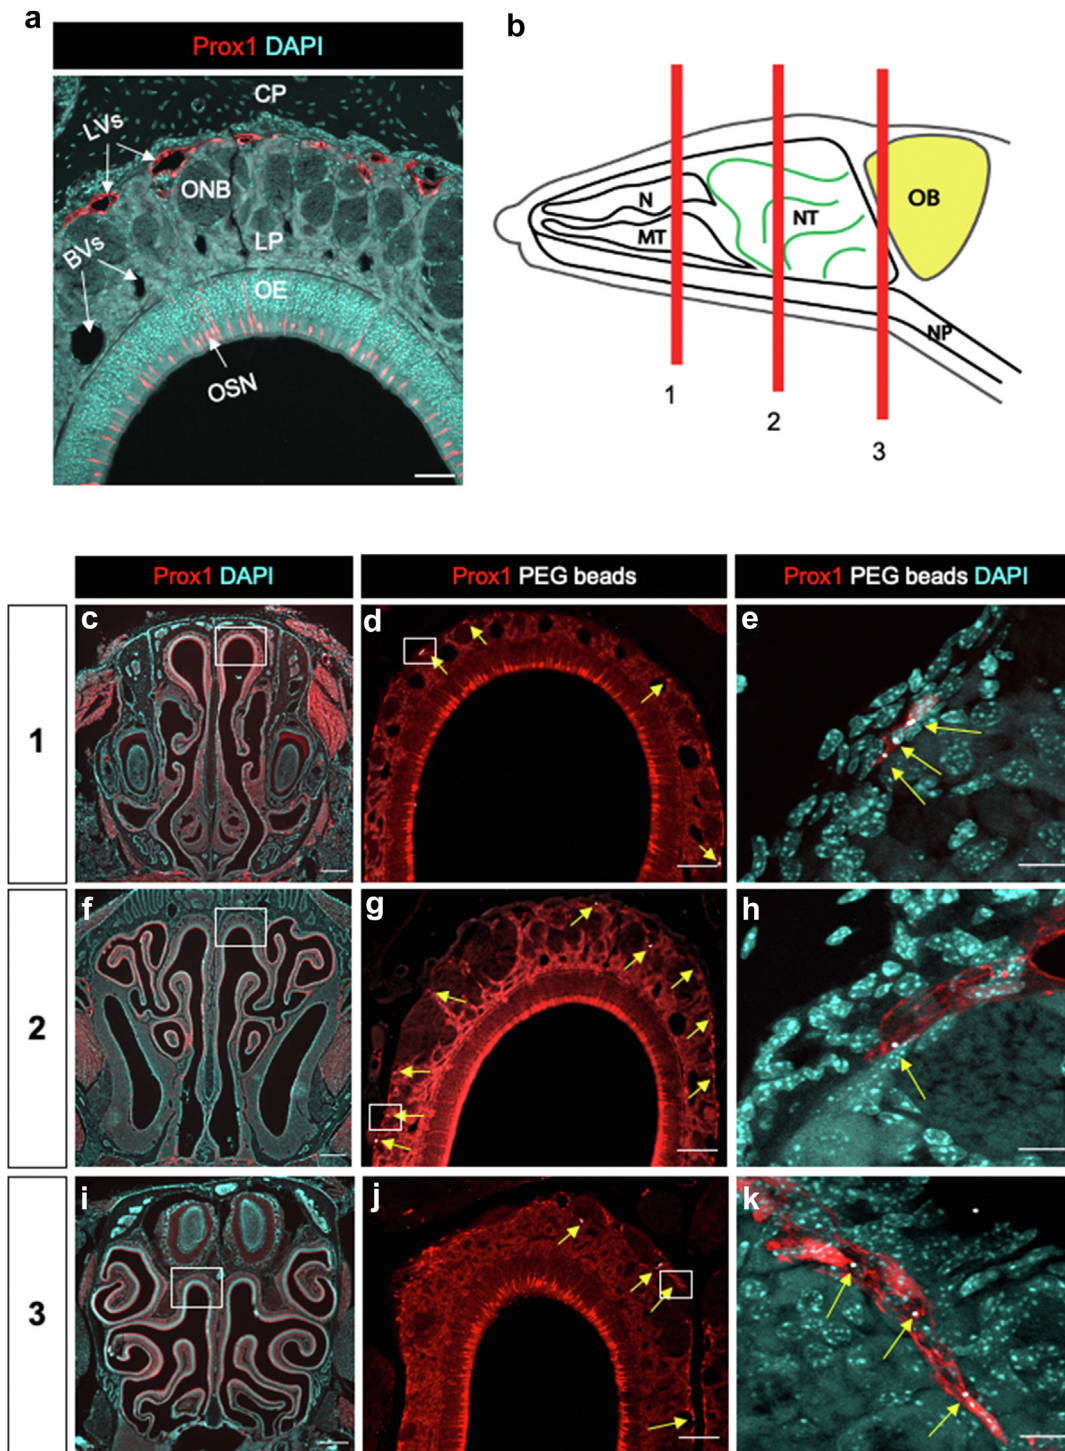 a
Prox1 DAPI
CP
LVs
ONB
LP
BVs
OE
OSN
b
N
MT
NT
OB
NP
1
2
3
Prox1 DAPI
Prox1 PEG beads
Prox1 PEG beads DAPI
1
c
d
e
2
f
g
h
3
i
j
k